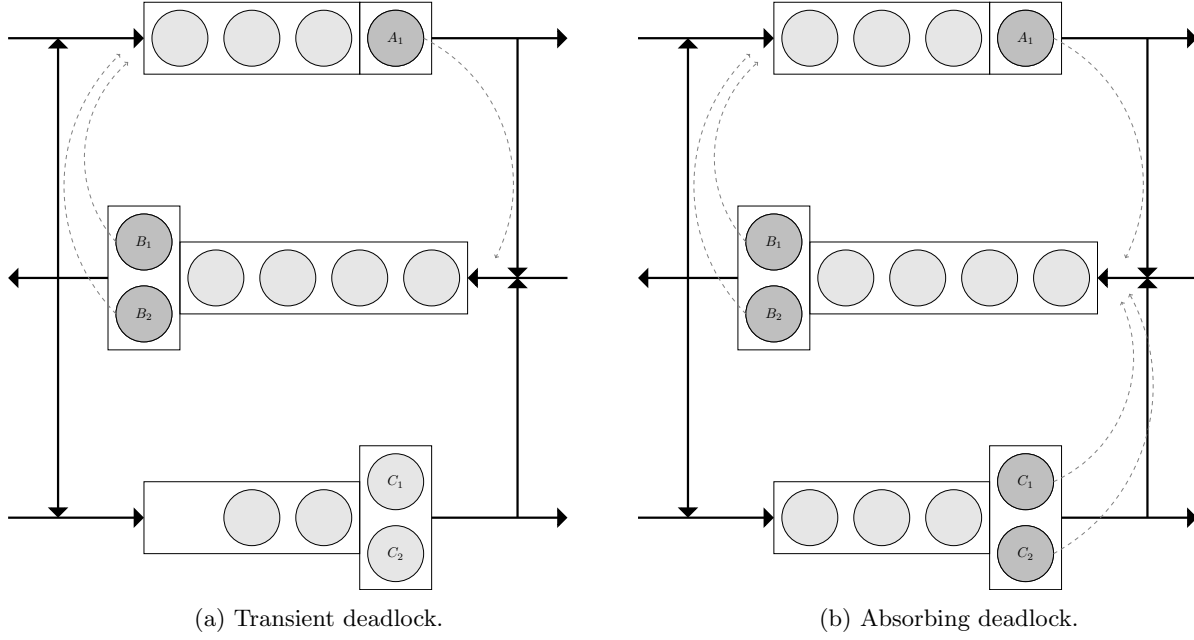 A1
A1
B1
B1
B2
B2
C1
C1
C2
C2
(a) Transient deadlock.
(b) Absorbing deadlock.